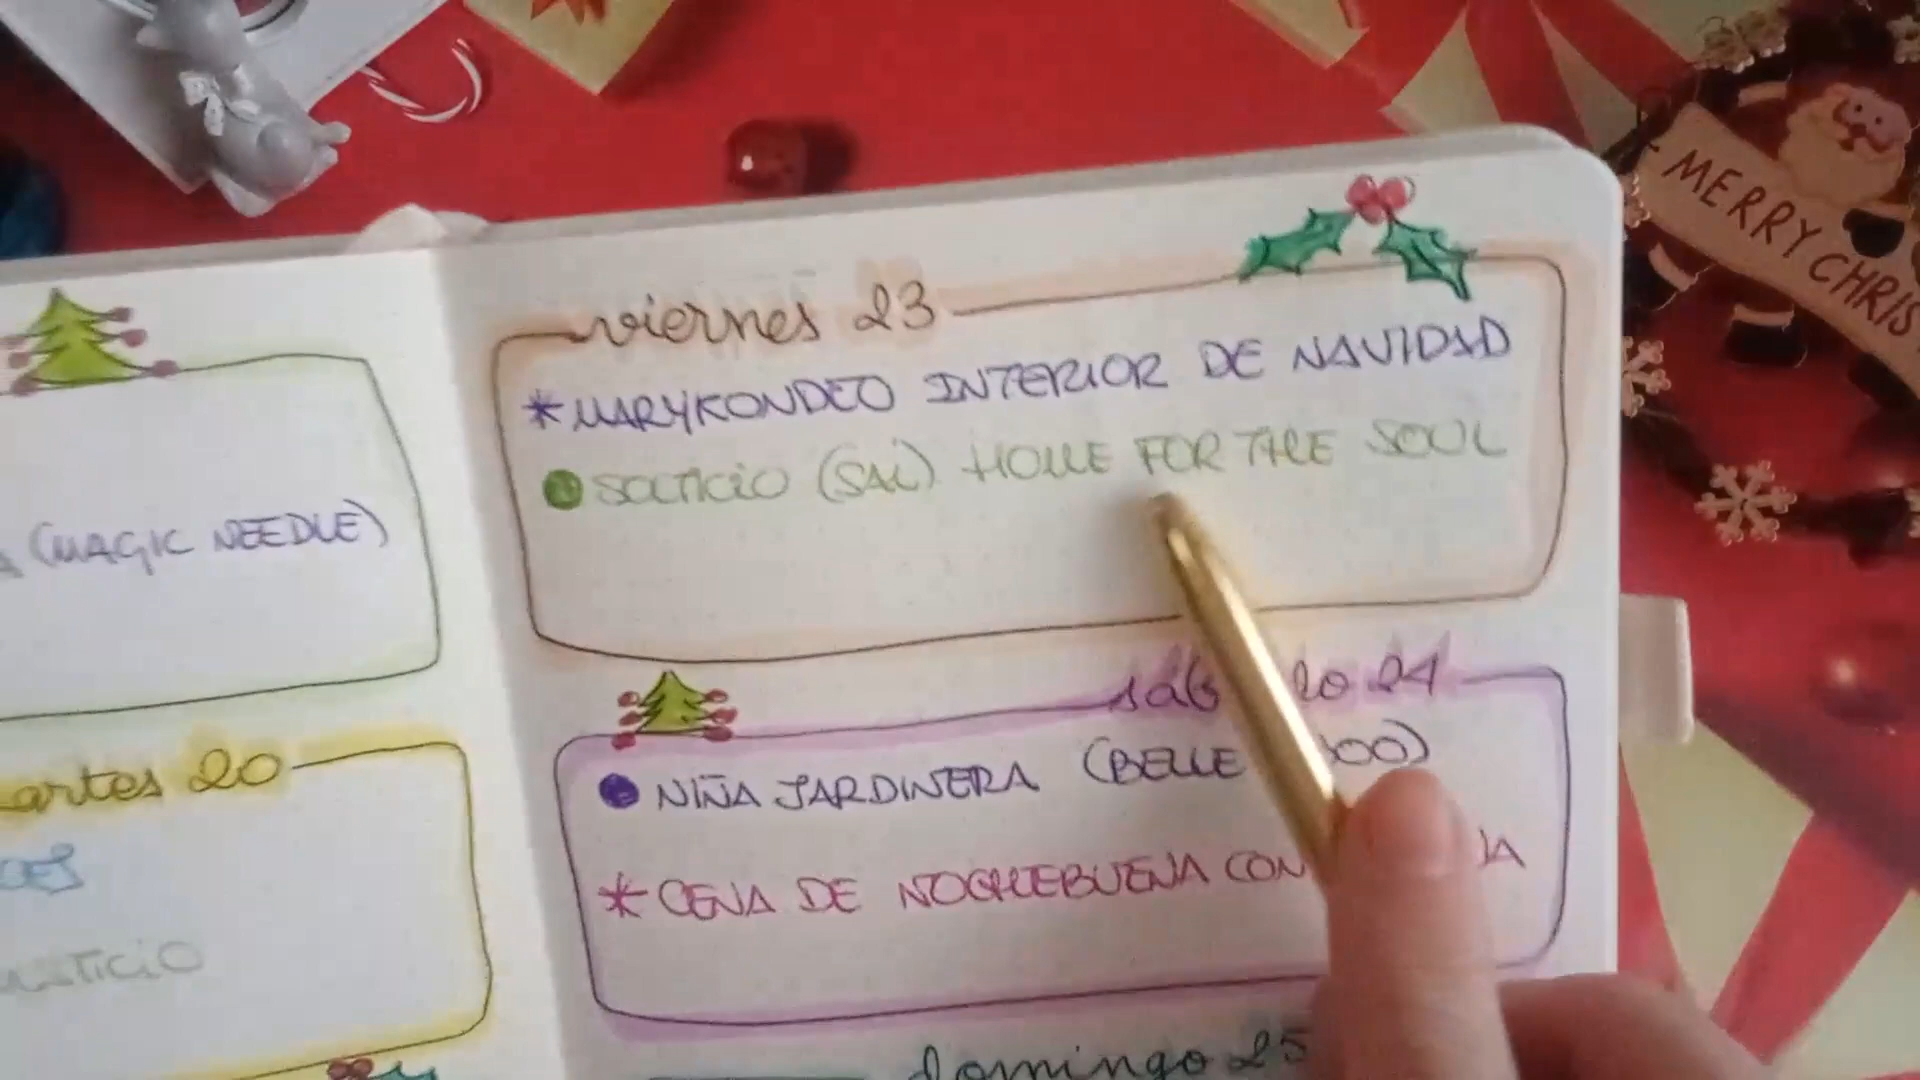 (MAGIC NEEDLE)
artes 20
viernes 23
*MARYKONDEO INTERIOR DE NAVIDAD
SOLTICIO (SAL) HOME FOR THE SOUL
24
NIÑA JARDINERA (BELLE
* CENA DE NOCHEBUENA CON
domingo 25
MERRY CHRIS